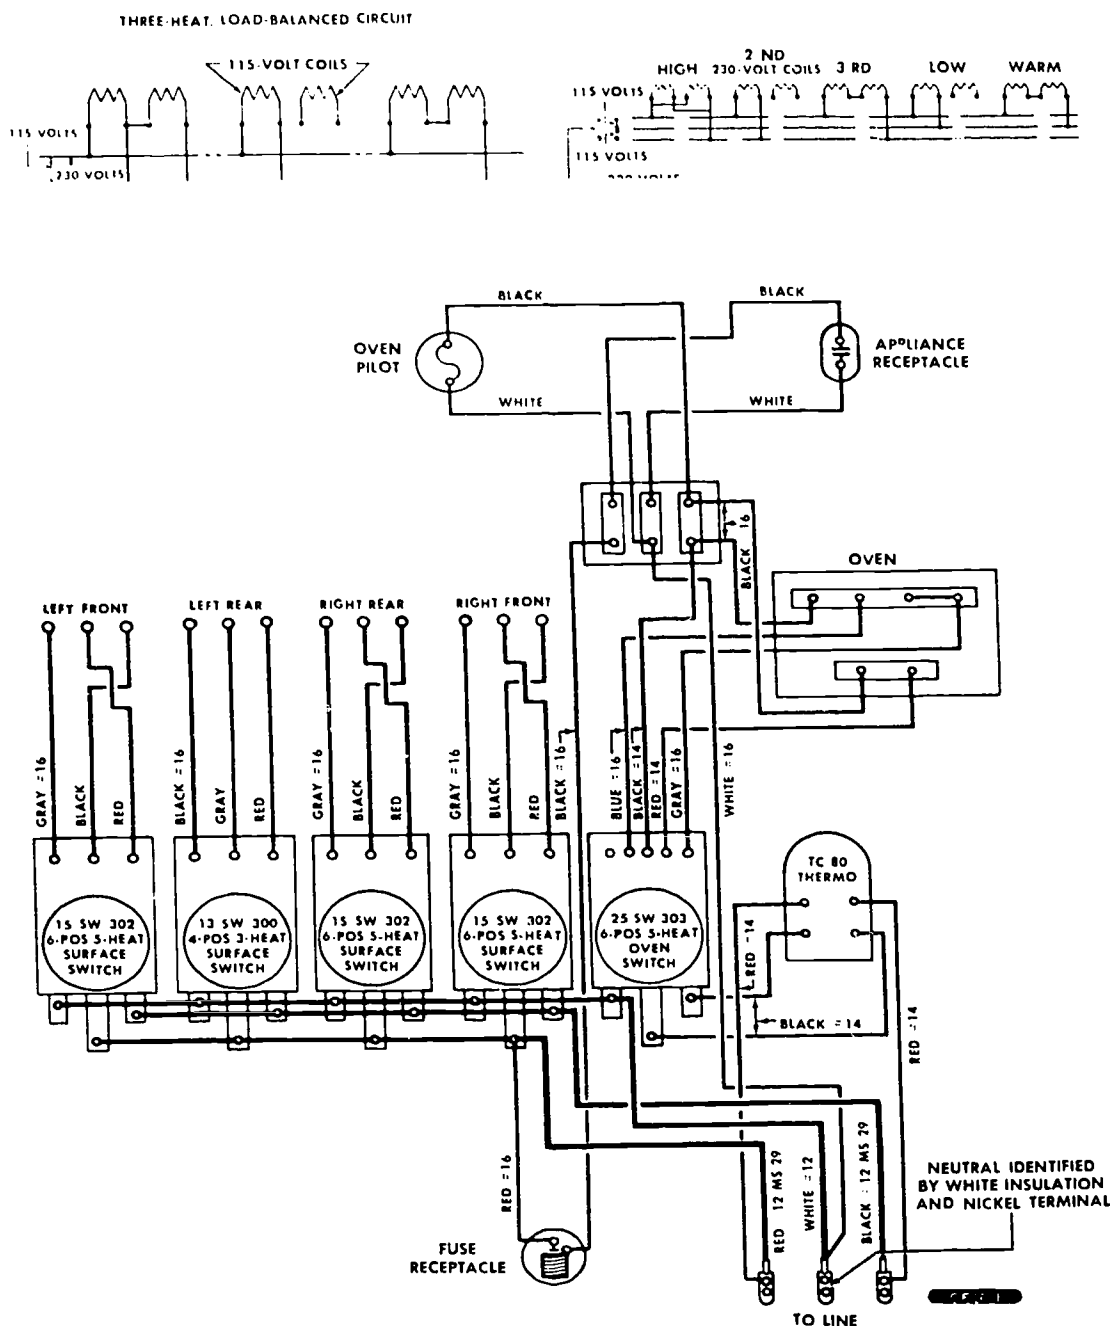 THREE-HEAT, LOAD-BALANCED CIRCUIT
115-VOLT COILS
115 VOLTS
230 VOLTS
HIGH
2 ND
230-VOLT COILS
3 RD
LOW
WARM
115 VOLTS
115 VOLTS
BLACK
BLACK
OVEN
PILOT
APPLIANCE
RECEPTACLE
WHITE
WHITE
BLACK =16
OVEN
LEFT FRONT
LEFT REAR
RIGHT REAR
RIGHT FRONT
GRAY =16
BLACK
RED
BLACK =16
GRAY
RED
GRAY =16
BLACK
RED
GRAY =16
BLACK
RED
BLACK =16
BLUE =16
BLACK =14
RED =14
GRAY =16
WHITE =16
15 SW 302
6-POS 5-HEAT
SURFACE
SWITCH
13 SW 300
4-POS 3-HEAT
SURFACE
SWITCH
15 SW 302
6-POS 5-HEAT
SURFACE
SWITCH
15 SW 302
6-POS 5-HEAT
SURFACE
SWITCH
25 SW 303
6-POS 5-HEAT
OVEN
SWITCH
TC 80
THERMO
RED =14
BLACK =14
RED =14
RED =16
FUSE
RECEPTACLE
RED 12 MS 29
WHITE =12
BLACK =12 MS 29
NEUTRAL IDENTIFIED
BY WHITE INSULATION
AND NICKEL TERMINAL
TO LINE